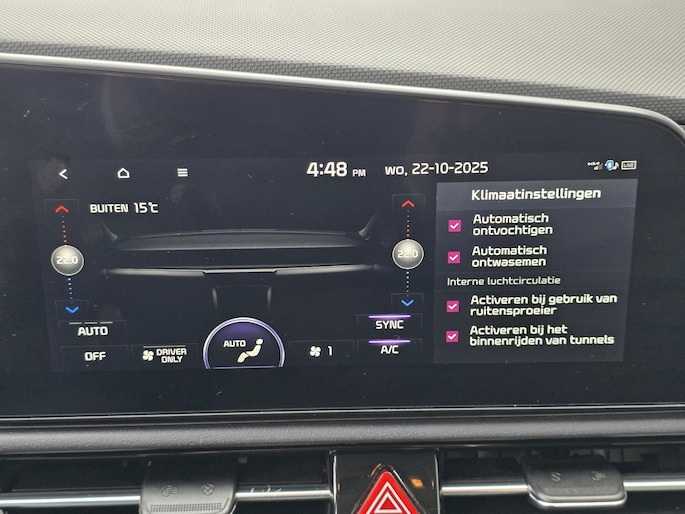 4:48 PM WO, 22-10-2025 LIVE
BUITEN 15℃
22.0
22.0
AUTO
OFF
DRIVER
ONLY
AUTO
1
SYNC
A/C
Klimaatinstellingen
Automatisch
ontvochtigen
Automatisch
ontwasemen
Interne luchtcirculatie
Activeren bij gebruik van
ruitensproeier
Activeren bij het
binnenrijden van tunnels